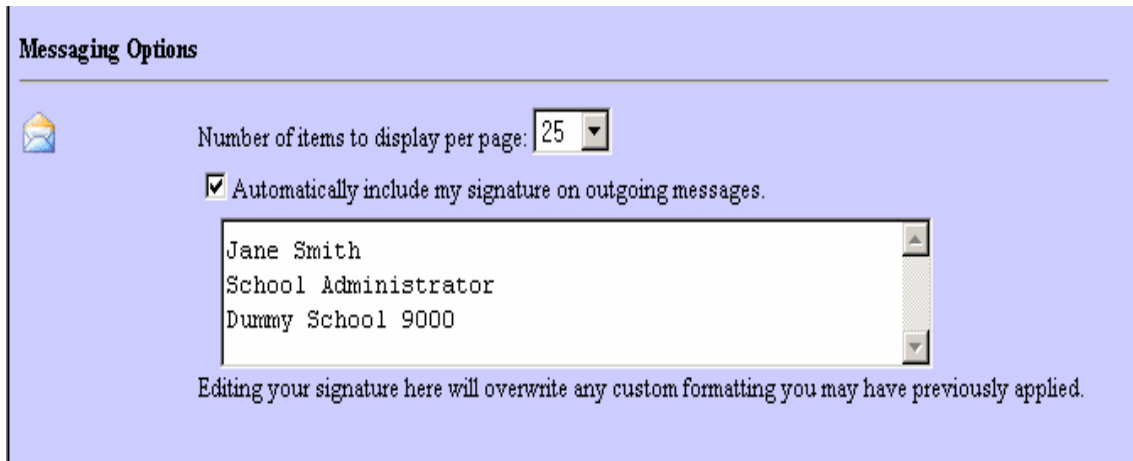 Messaging Options
Number of items to display per page: 25
Automatically include my signature on outgoing messages.
Jane Smith
School Administrator
Dummy School 9000
Editing your signature here will overwrite any custom formatting you may have previously applied.